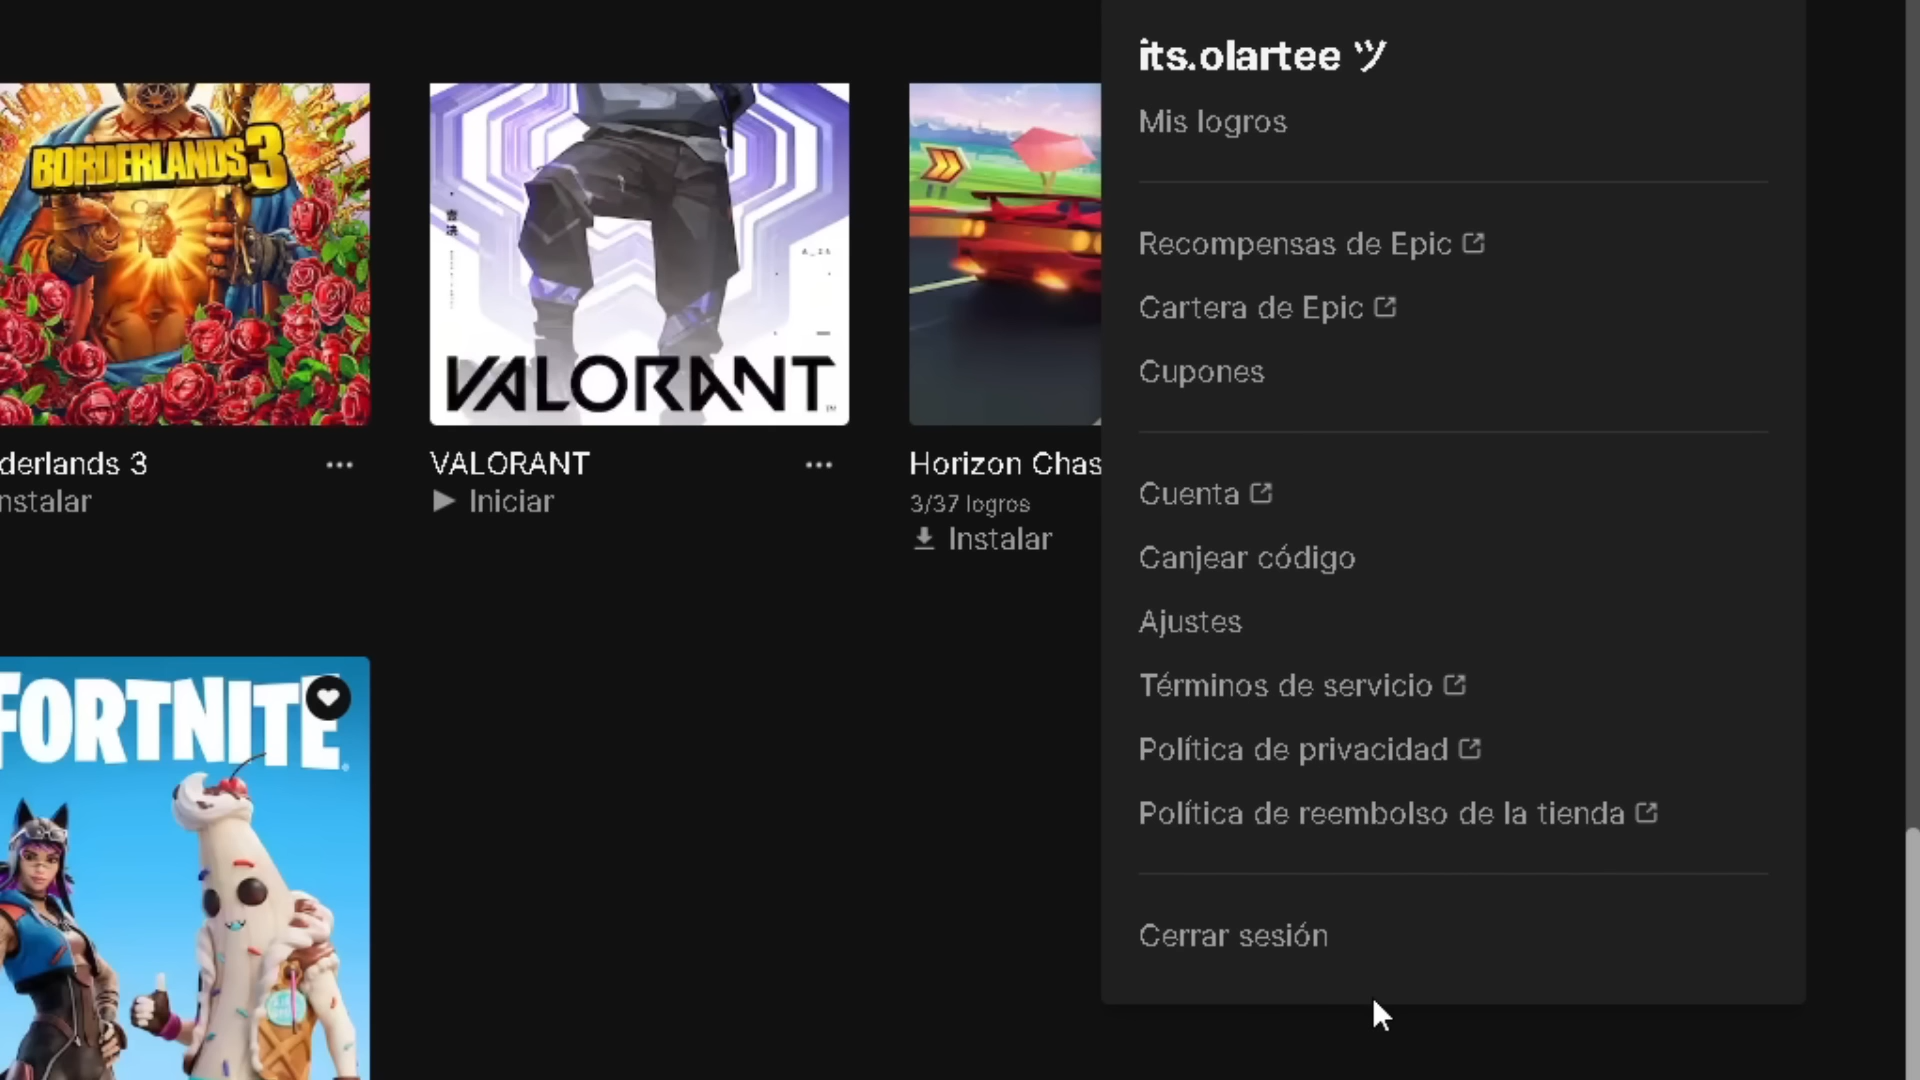 its.olartee ツ
Mis logros
Recompensas de Epic
Cartera de Epic
Cupones
Cuenta
Canjear código
Ajustes
Términos de servicio
Política de privacidad
Política de reembolso de la tienda
Cerrar sesión
BORDERLANDS 3
derlands 3
nstalar
VALORANT
VALORANT
Iniciar
Horizon Chas
3/37 logros
Instalar
FORTNITE